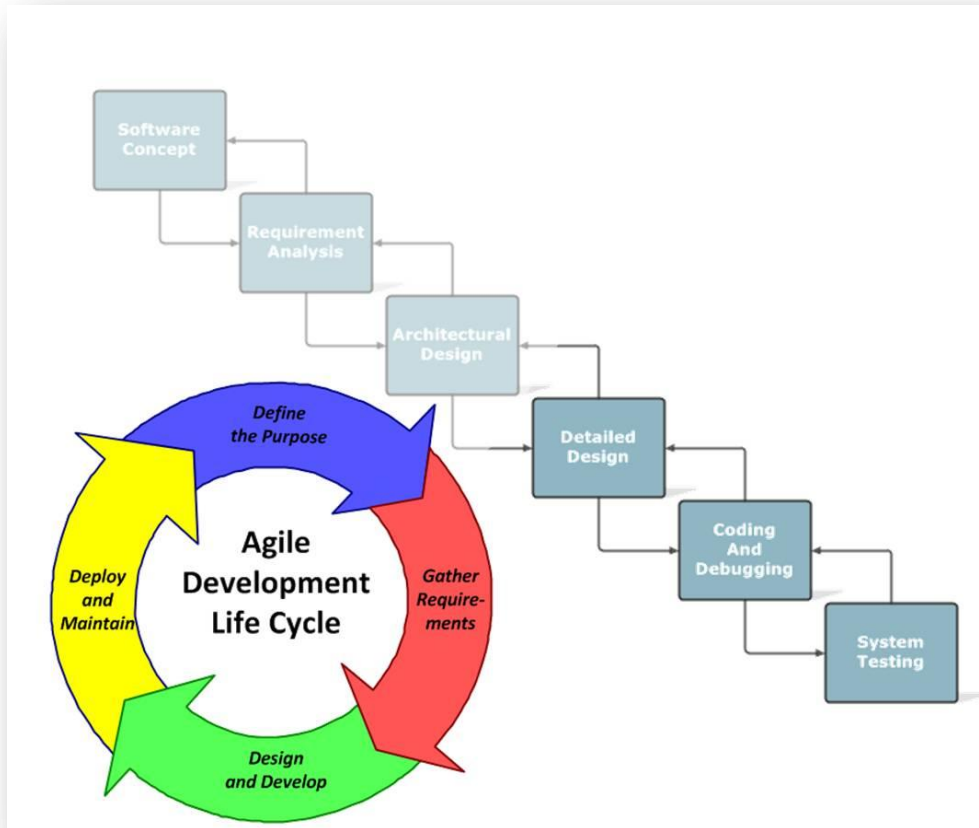 Software
Concept
Requirement
Analysis
Architectural
Design
Detailed
Design
Coding
And
Debugging
System
Testing
Define
the Purpose
Agile
Development
Life Cycle
Gather
Require-
ments
Design
and Develop
Deploy
and
Maintain